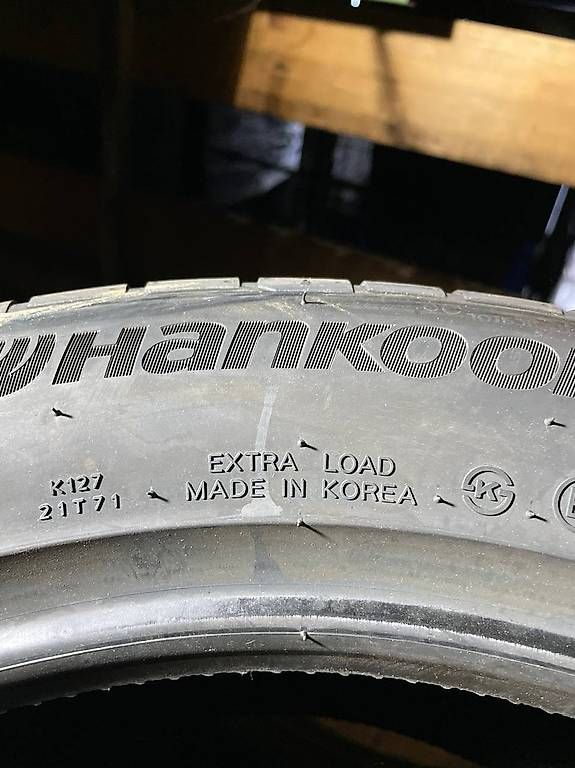 Hankook
EXTRA LOAD
K127
MADE IN KOREA
21T71
K